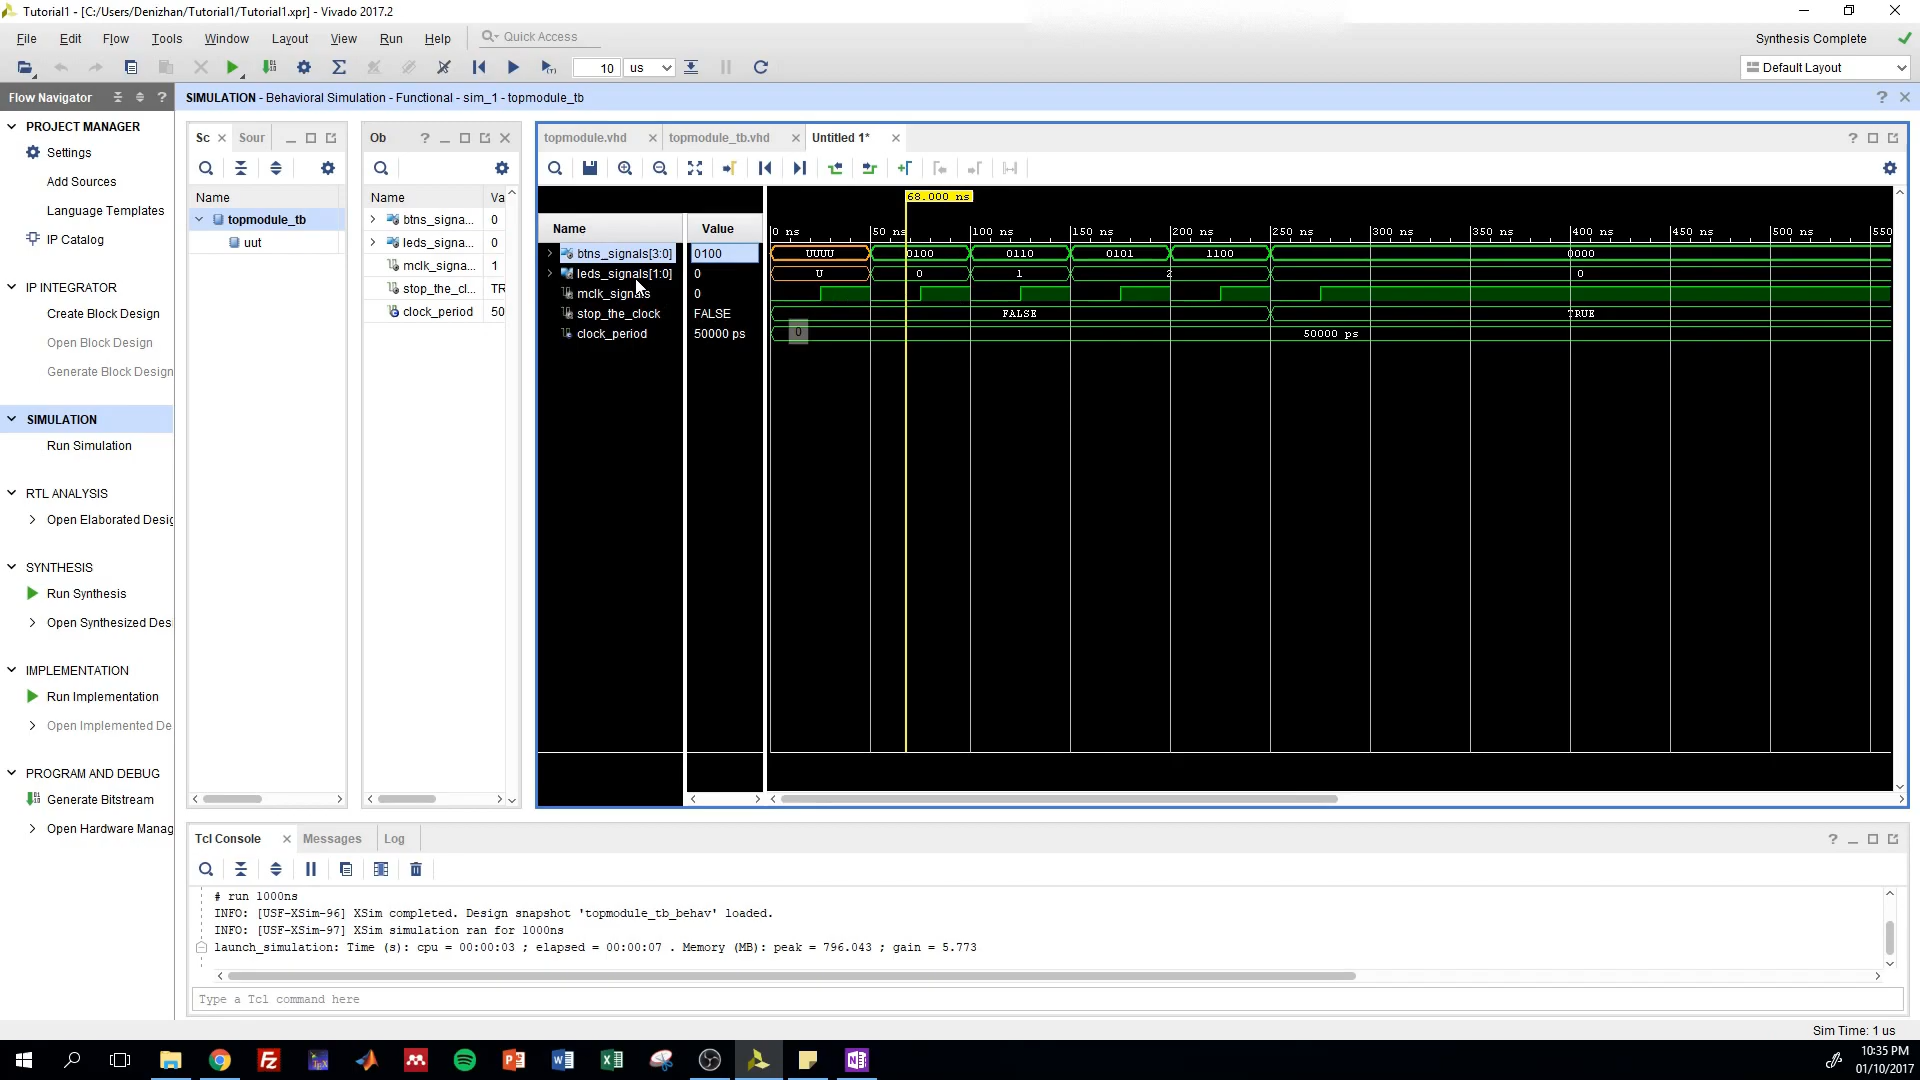 Tutorial1 - [C:/Users/Denizhan/Tutorial1/Tutorial1.xpr] - Vivado 2017.2
File Edit Flow Tools Window Layout View Run Help Quick Access
Synthesis Complete
10 us
Default Layout
Flow Navigator
SIMULATION - Behavioral Simulation - Functional - sim_1 - topmodule_tb
PROJECT MANAGER
Settings
Add Sources
Language Templates
IP Catalog
IP INTEGRATOR
Create Block Design
Open Block Design
Generate Block Design
SIMULATION
Run Simulation
RTL ANALYSIS
Open Elaborated Desig
SYNTHESIS
Run Synthesis
Open Synthesized Des
IMPLEMENTATION
Run Implementation
Open Implemented De
PROGRAM AND DEBUG
Generate Bitstream
Open Hardware Manag
Sc Sour
Name
topmodule_tb
uut
Ob
Name Va
btns_signa... 0
leds_signa... 0
mclk_signa... 1
stop_the_cl... TR
clock_period 50
topmodule.vhd topmodule_tb.vhd Untitled 1*
68.000 ns
Name Value
0 ns 50 ns 100 ns 150 ns 200 ns 250 ns 300 ns 350 ns 400 ns 450 ns 500 ns 550
btns_signals[3:0] 0100 UUUU 0100 0110 0101 1100 0000
leds_signals[1:0] 0 U 0 1 2 0
mclk_signals 0
stop_the_clock FALSE FALSE TRUE
clock_period 50000 ps 0 50000 ps
Tcl Console Messages Log
# run 1000ns
INFO: [USF-XSim-96] XSim completed. Design snapshot 'topmodule_tb_behav' loaded.
INFO: [USF-XSim-97] XSim simulation ran for 1000ns
launch_simulation: Time (s): cpu = 00:00:03 ; elapsed = 00:00:07 . Memory (MB): peak = 796.043 ; gain = 5.773
Type a Tcl command here
Sim Time: 1 us
10:35 PM
01/10/2017